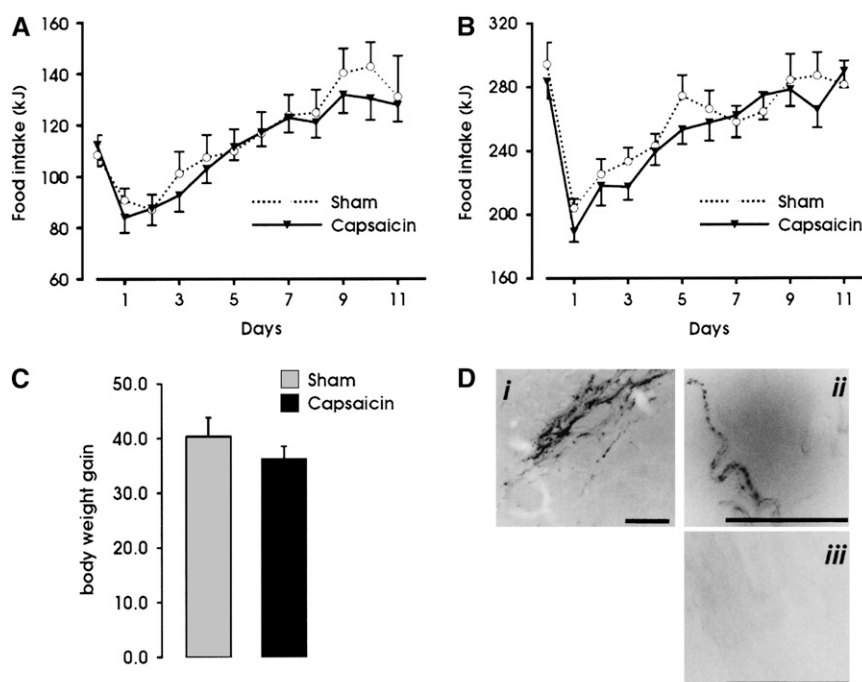 A
Food intake (kJ)
160
140
120
100
80
60
Sham
Capsaicin
1 3 5 7 9 11
Days
B
Food intake (kJ)
320
280
240
200
160
Sham
Capsaicin
1 3 5 7 9 11
Days
C
body weight gain
50.0
40.0
30.0
20.0
10.0
0.0
Sham
Capsaicin
D
i
ii
iii